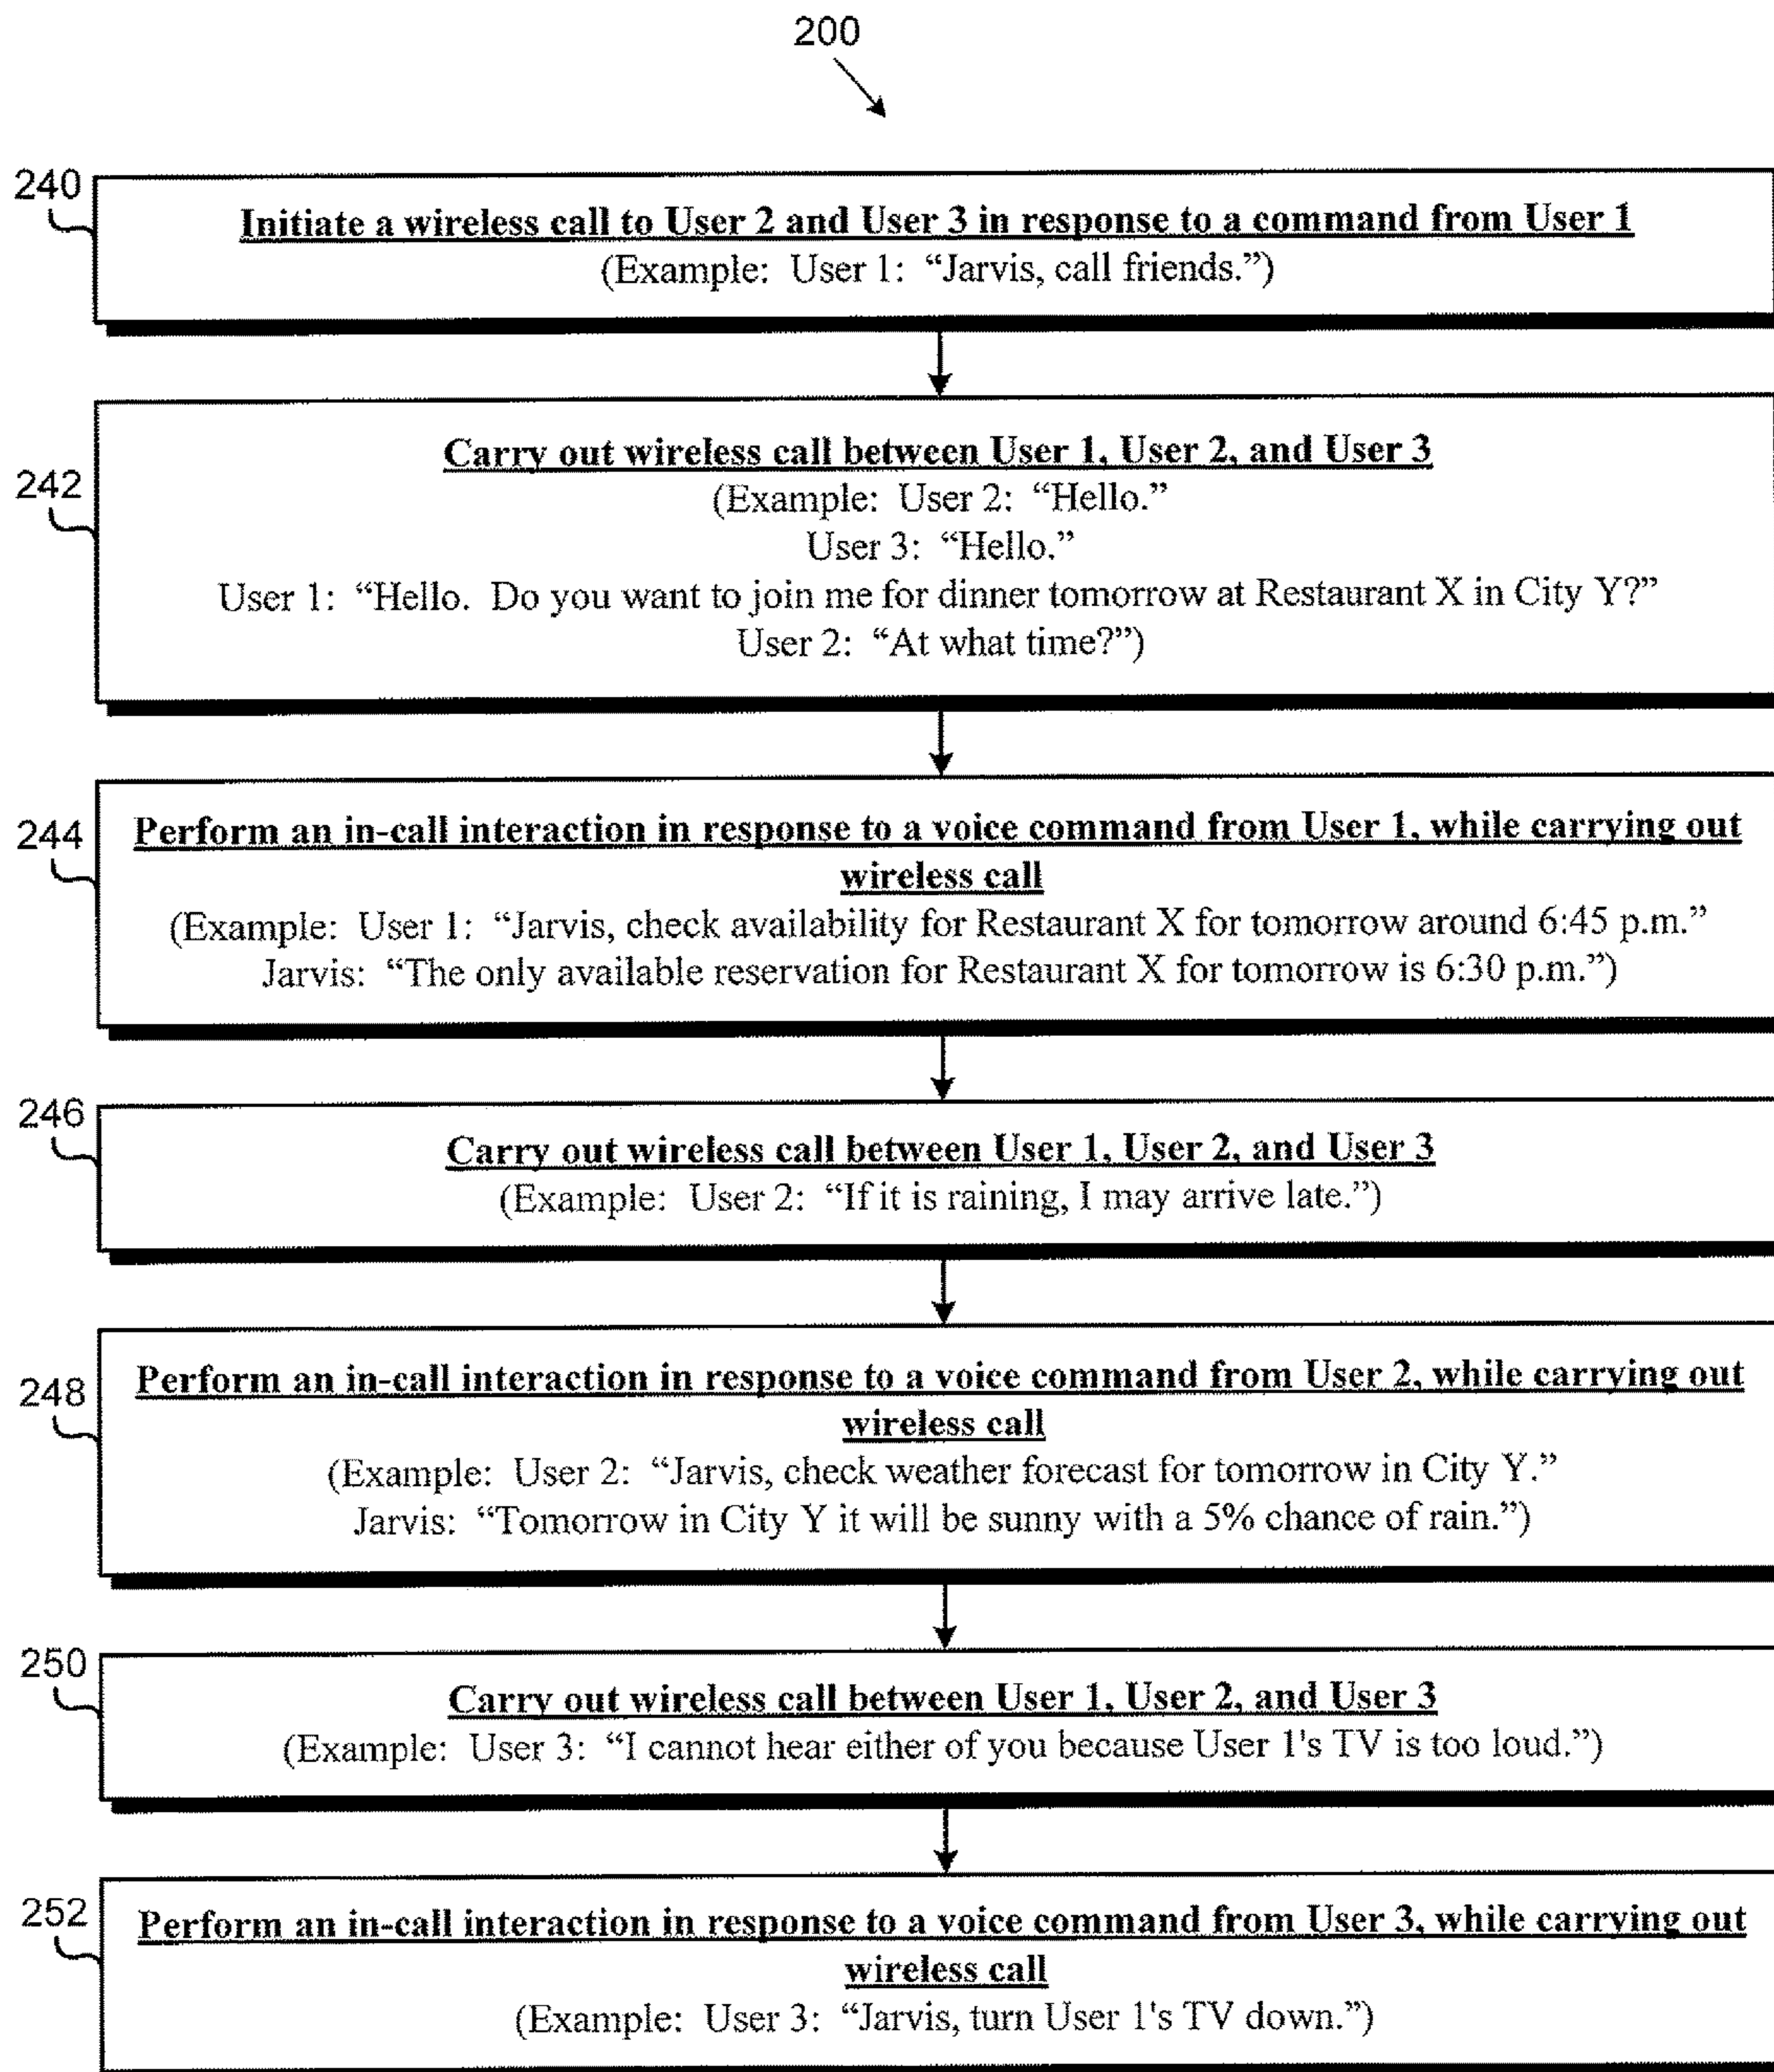 200
240
Initiate a wireless call to User 2 and User 3 in response to a command from User 1
(Example: User 1: “Jarvis, call friends.”)
242
Carry out wireless call between User 1, User 2, and User 3
(Example: User 2: “Hello.”
User 3: “Hello.”
User 1: “Hello. Do you want to join me for dinner tomorrow at Restaurant X in City Y?”
User 2: “At what time?”)
244
Perform an in-call interaction in response to a voice command from User 1, while carrying out
wireless call
(Example: User 1: “Jarvis, check availability for Restaurant X for tomorrow around 6:45 p.m.”
Jarvis: “The only available reservation for Restaurant X for tomorrow is 6:30 p.m.”)
246
Carry out wireless call between User 1, User 2, and User 3
(Example: User 2: “If it is raining, I may arrive late.”)
248
Perform an in-call interaction in response to a voice command from User 2, while carrying out
wireless call
(Example: User 2: “Jarvis, check weather forecast for tomorrow in City Y.”
Jarvis: “Tomorrow in City Y it will be sunny with a 5% chance of rain.”)
250
Carry out wireless call between User 1, User 2, and User 3
(Example: User 3: “I cannot hear either of you because User 1's TV is too loud.”)
252
Perform an in-call interaction in response to a voice command from User 3, while carrying out
wireless call
(Example: User 3: “Jarvis, turn User 1's TV down.”)